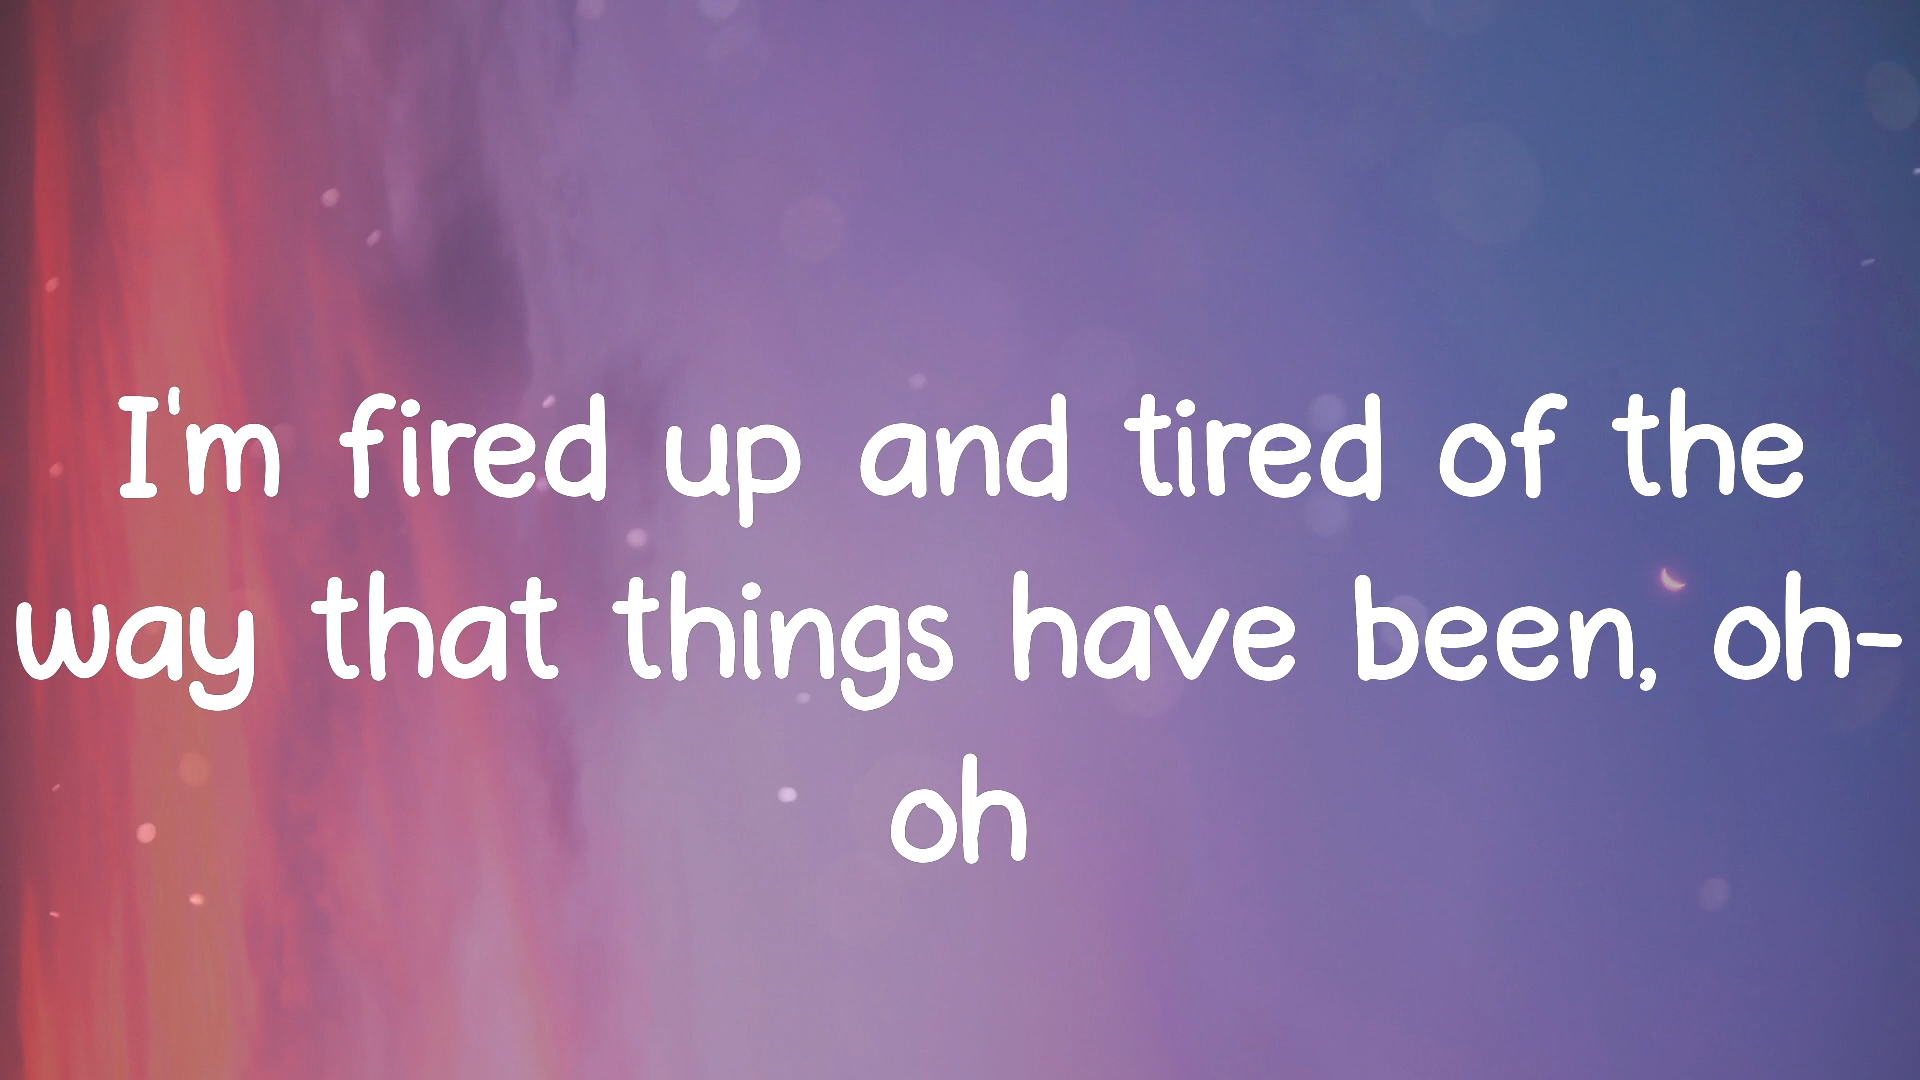 I'm fired up and tired of the
way that things have been, oh-
oh